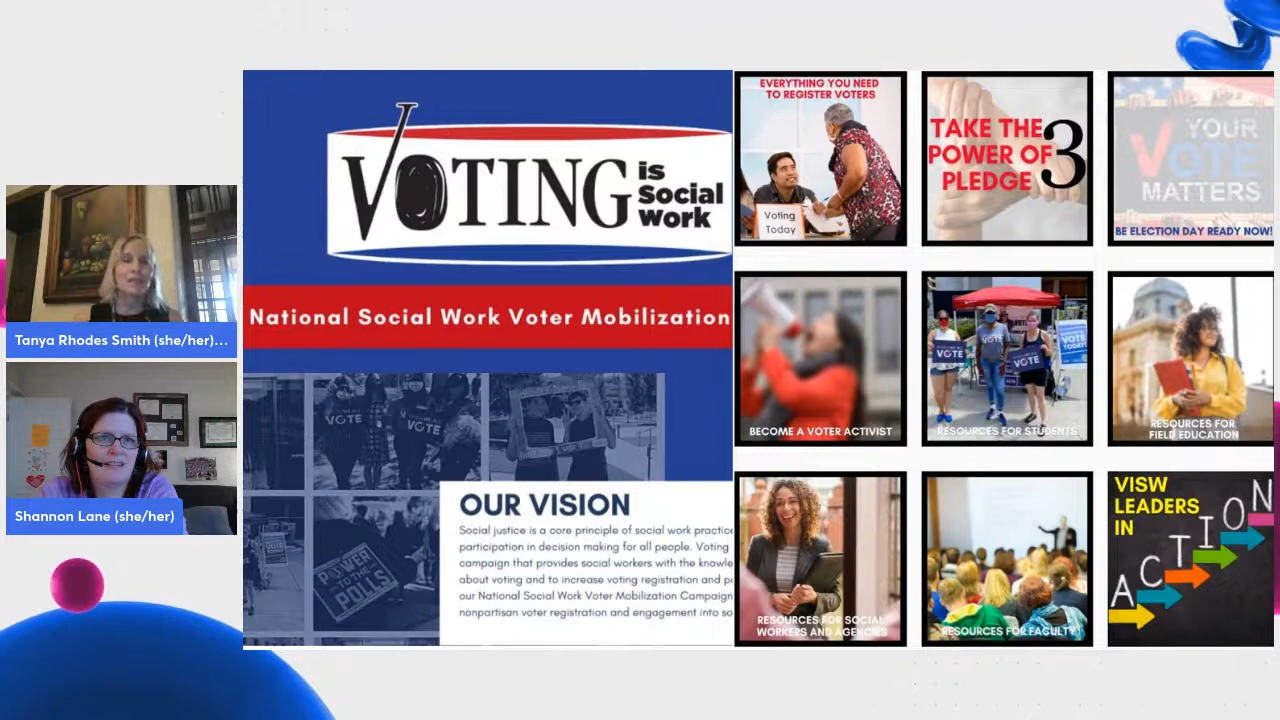 Tanya Rhodes Smith (she/her)...
Shannon Lane (she/her)
VOTING
is
Social
Work
National Social Work Voter Mobilization
VOTE
VOTE
POWER
TO THE
POLLS
OUR VISION
Social justice is a core principle of social work practice
participation in decision making for all people. Voting
campaign that provides social workers with the knowle
about voting and to increase voting registration and po
our National Social Work Voter Mobilization Campaign
nonpartisan voter registration and engagement into so
EVERYTHING YOU NEED
TO REGISTER VOTERS
Voting
Today
TAKE THE
POWER OF 3
PLEDGE
YOUR
VOTE
MATTERS
BE ELECTION DAY READY NOW!
BECOME A VOTER ACTIVIST
VOTE
VOTE
VOTE
VOTE
TODAY
RESOURCES FOR STUDENTS
RESOURCES FOR
FIELD EDUCATION
RESOURCES FOR SOCIAL
WORKERS AND AGENCIES
RESOURCES FOR FACULTY
VISW
LEADERS
IN
ACTION